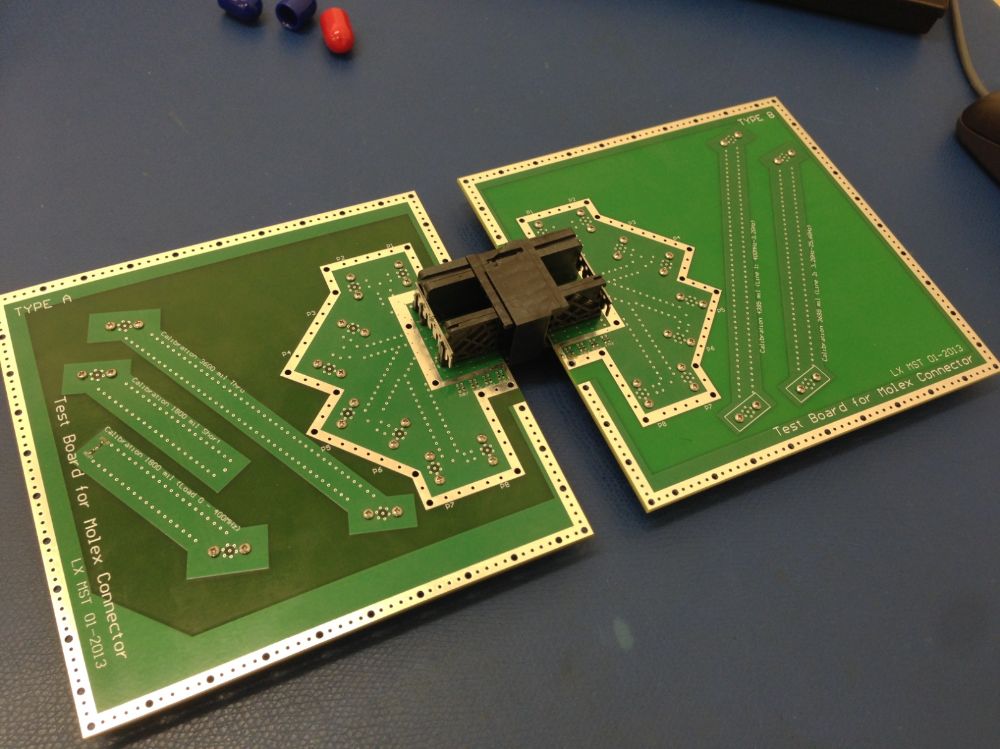 TYPE A
P1
P2
P3
P4
P5
P6
P7
P8
Calibration 3600 mil Thru
Calibration 1800 mil Short
Calibration 1800 mil (Load 0 - 400MHz)
Test Board for Molex Connector
LX MST 01-2013
TYPE B
P1
P2
P3
P4
P5
P6
P7
P8
Calibration 4395 mil (Line 1: 400MHz-3.2GHz)
Calibration 3699 mil (Line 2: 3.2GHz-25.6GHz)
LX MST 01-2013
Test Board for Molex Connector